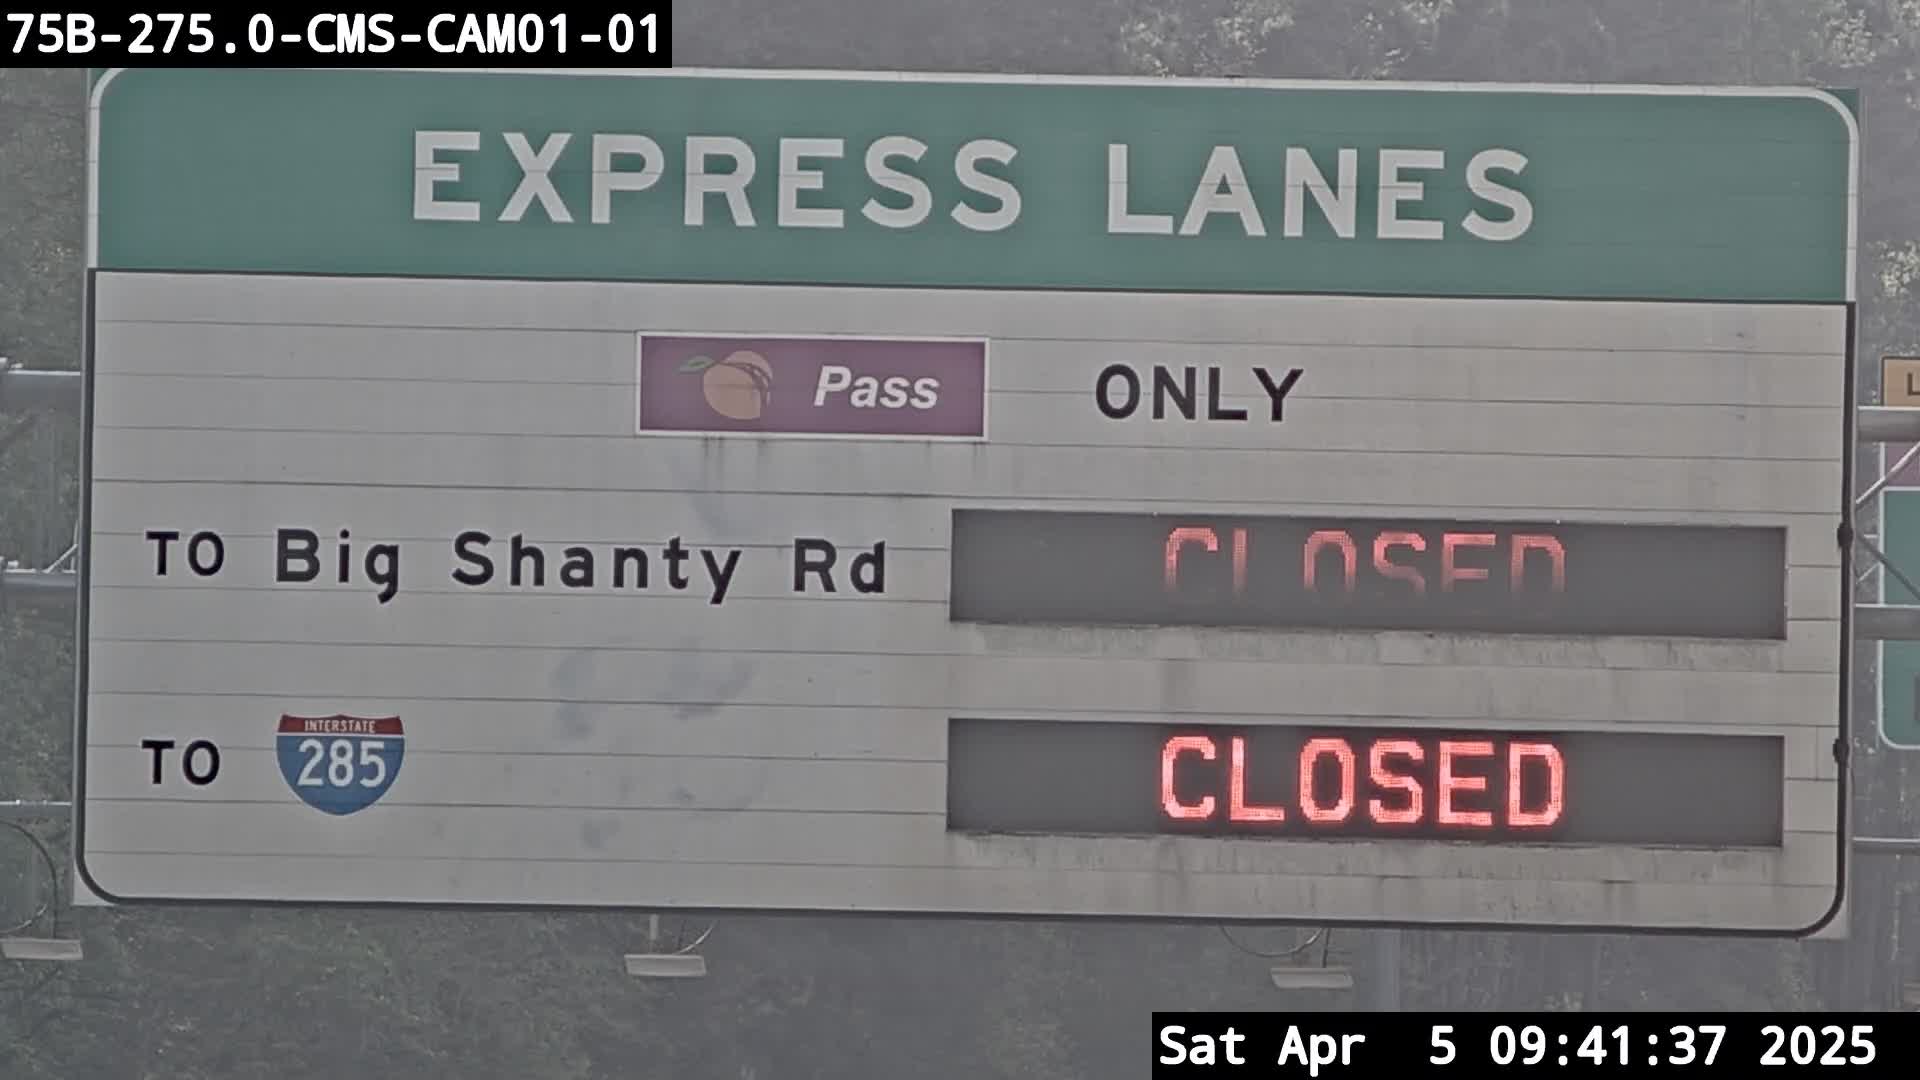 75B-275.0-CMS-CAM01-01
EXPRESS LANES
Pass ONLY
TO Big Shanty Rd CLOSED
INTERSTATE
TO 285 CLOSED
Sat Apr 5 09:41:37 2025